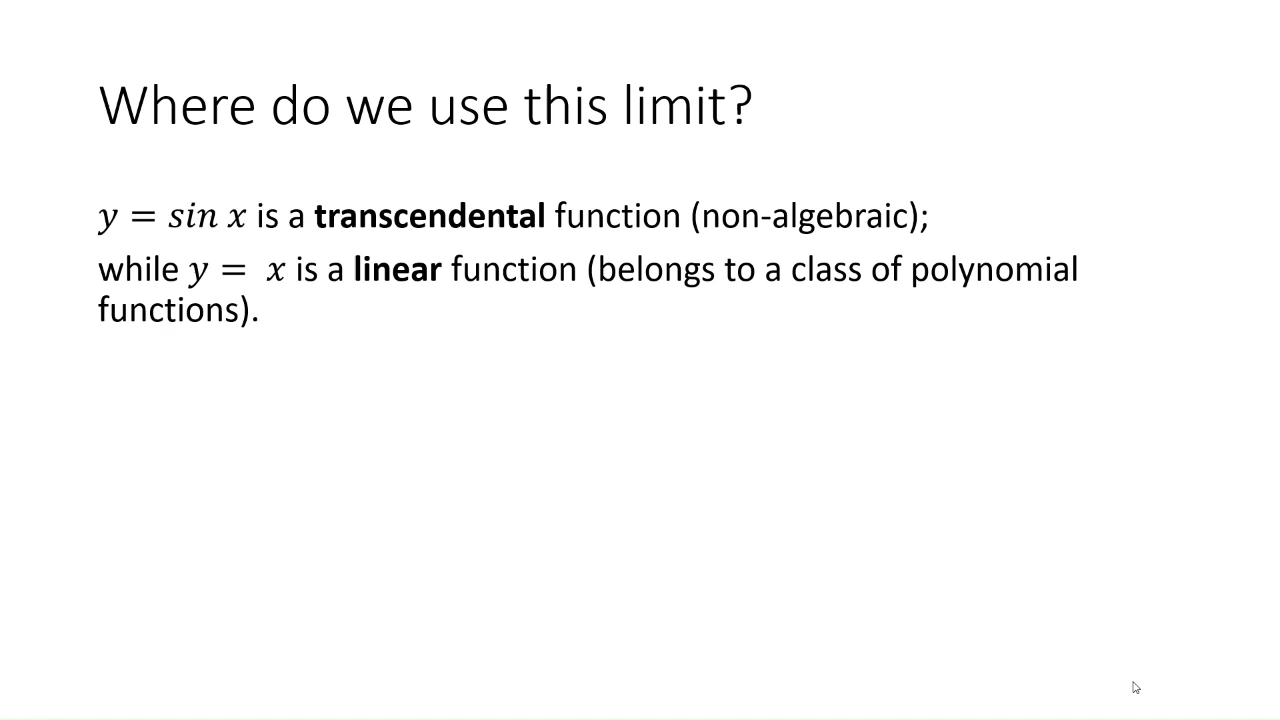 Where do we use this limit?
y = sin x is a transcendental function (non-algebraic);
while y = x is a linear function (belongs to a class of polynomial
functions).